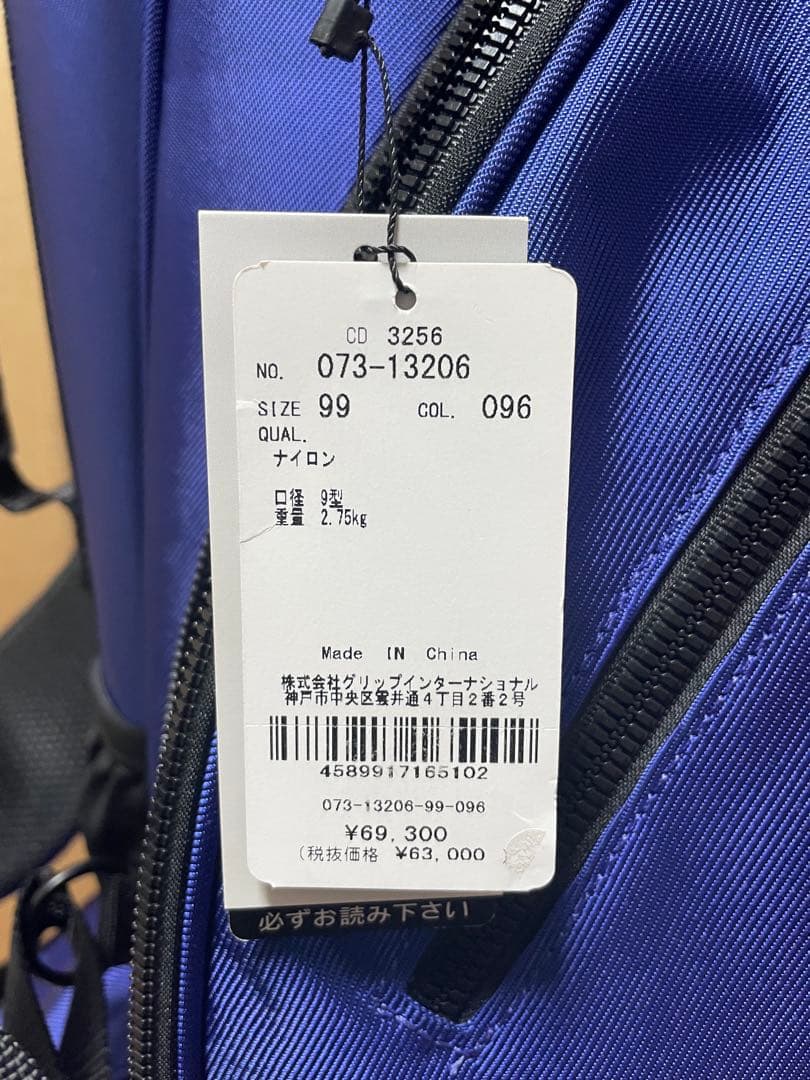 CD 3256
NO. 073-13206
SIZE 99 COL. 096
QUAL.
ナイロン
口径 9型
重量 2.75kg
Made IN China
株式会社グリップインターナショナル
神戸市中央区雲井通4丁目2番2号
4589917165102
073-13206-99-096
¥69,300
(税抜価格 ¥63,000
必ずお読み下さい